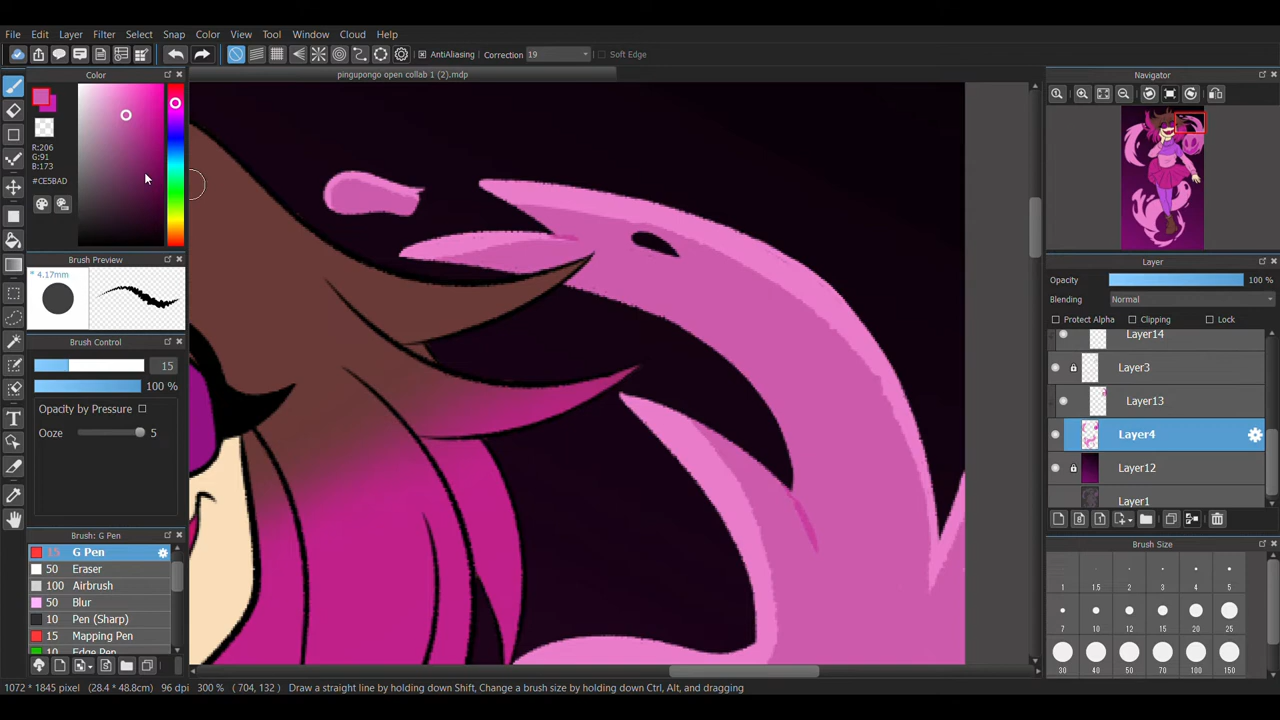 File Edit Layer Filter Select Snap Color View Tool Window Cloud Help
AntiAliasing Correction 19 Soft Edge
Color
pingupongo open collab 1 (2).mdp
Navigator
R:206
G:91
B:173
#CE5BAD
Brush Preview
* 4.17mm
Brush Control
15
100 %
Opacity by Pressure
Ooze 5
Brush: G Pen
15 G Pen
50 Eraser
100 Airbrush
50 Blur
10 Pen (Sharp)
15 Mapping Pen
10 Edge Pen
Layer
Opacity 100 %
Blending Normal
Protect Alpha Clipping Lock
Layer14
Layer3
Layer13
Layer4
Layer12
Layer1
Brush Size
1 1.5 2 3 4 5
7 10 12 15 20 25
30 40 50 70 100 150
1072 * 1845 pixel (28.4 * 48.8cm) 96 dpi 300 % ( 704, 132 ) Draw a straight line by holding down Shift, Change a brush size by holding down Ctrl, Alt, and dragging